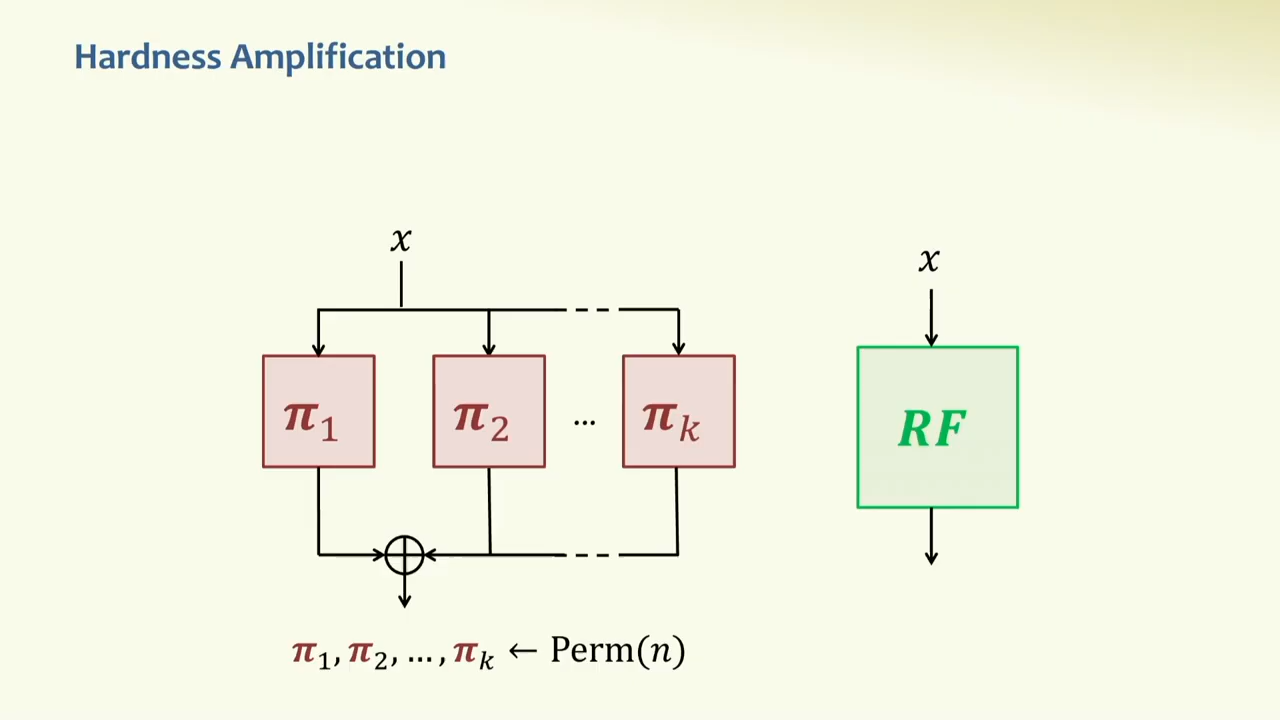 Hardness Amplification
x
x
π₁ π₂ ... πₖ
RF
π₁, π₂, ..., πₖ ← Perm(n)